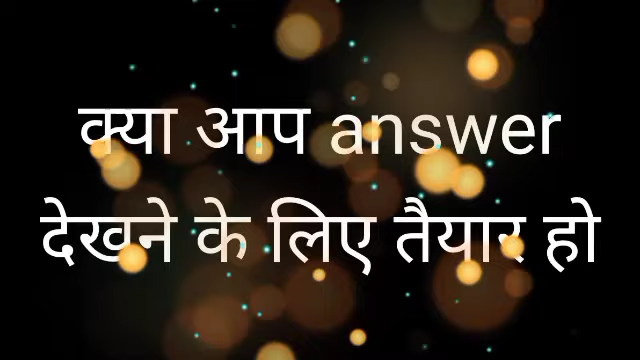 क्या आप answer
देखने के लिए तैयार हो